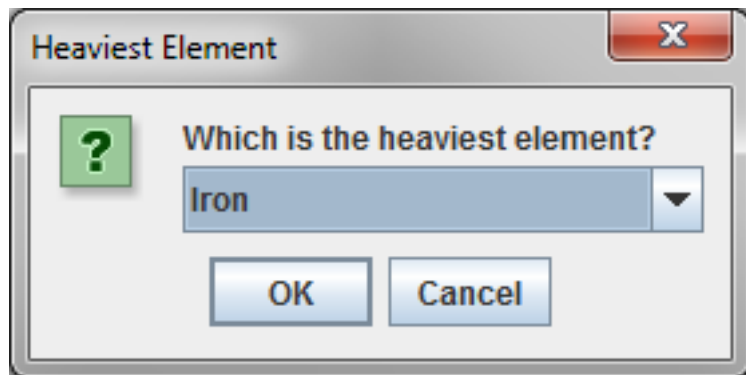 Heaviest Element
Which is the heaviest element?
Iron
OK Cancel